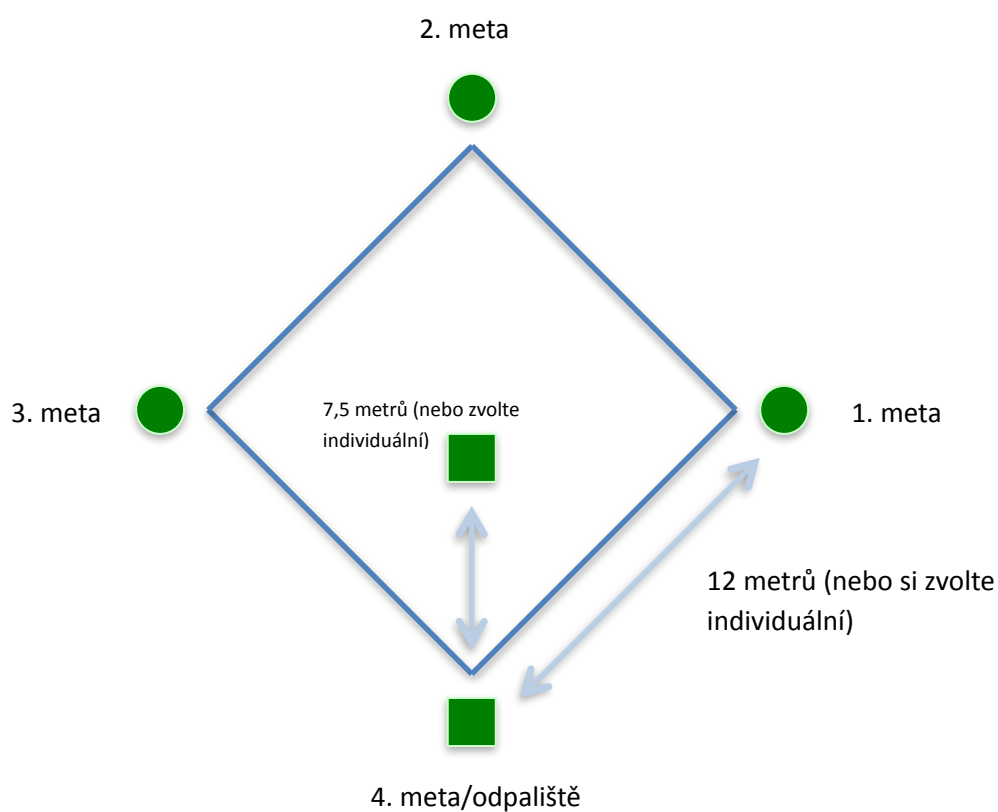 2. meta
3. meta
7,5 metrů (nebo zvolte
individuální)
1. meta
12 metrů (nebo si zvolte
individuální)
4. meta/odpaliště